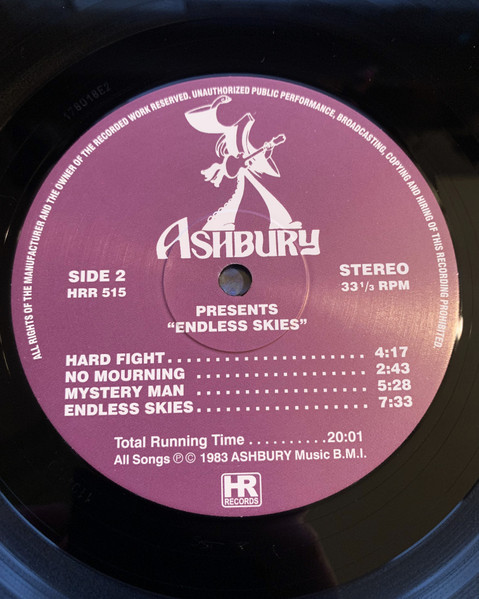 ALL RIGHTS OF THE MANUFACTURER AND THE OWNER OF THE RECORDED WORK RESERVED. UNAUTHORIZED PUBLIC PERFORMANCE, BROADCASTING, COPYING AND HIRING OF THIS RECORDING PROHIBITED.
ASHBURY
SIDE 2
HRR 515
STEREO
33 1/3 RPM
PRESENTS
"ENDLESS SKIES"
HARD FIGHT...................... 4:17
NO MOURNING .................... 2:43
MYSTERY MAN .................... 5:28
ENDLESS SKIES................... 7:33
Total Running Time ..........20:01
All Songs ℗ © 1983 ASHBURY Music B.M.I.
HR
RECORDS